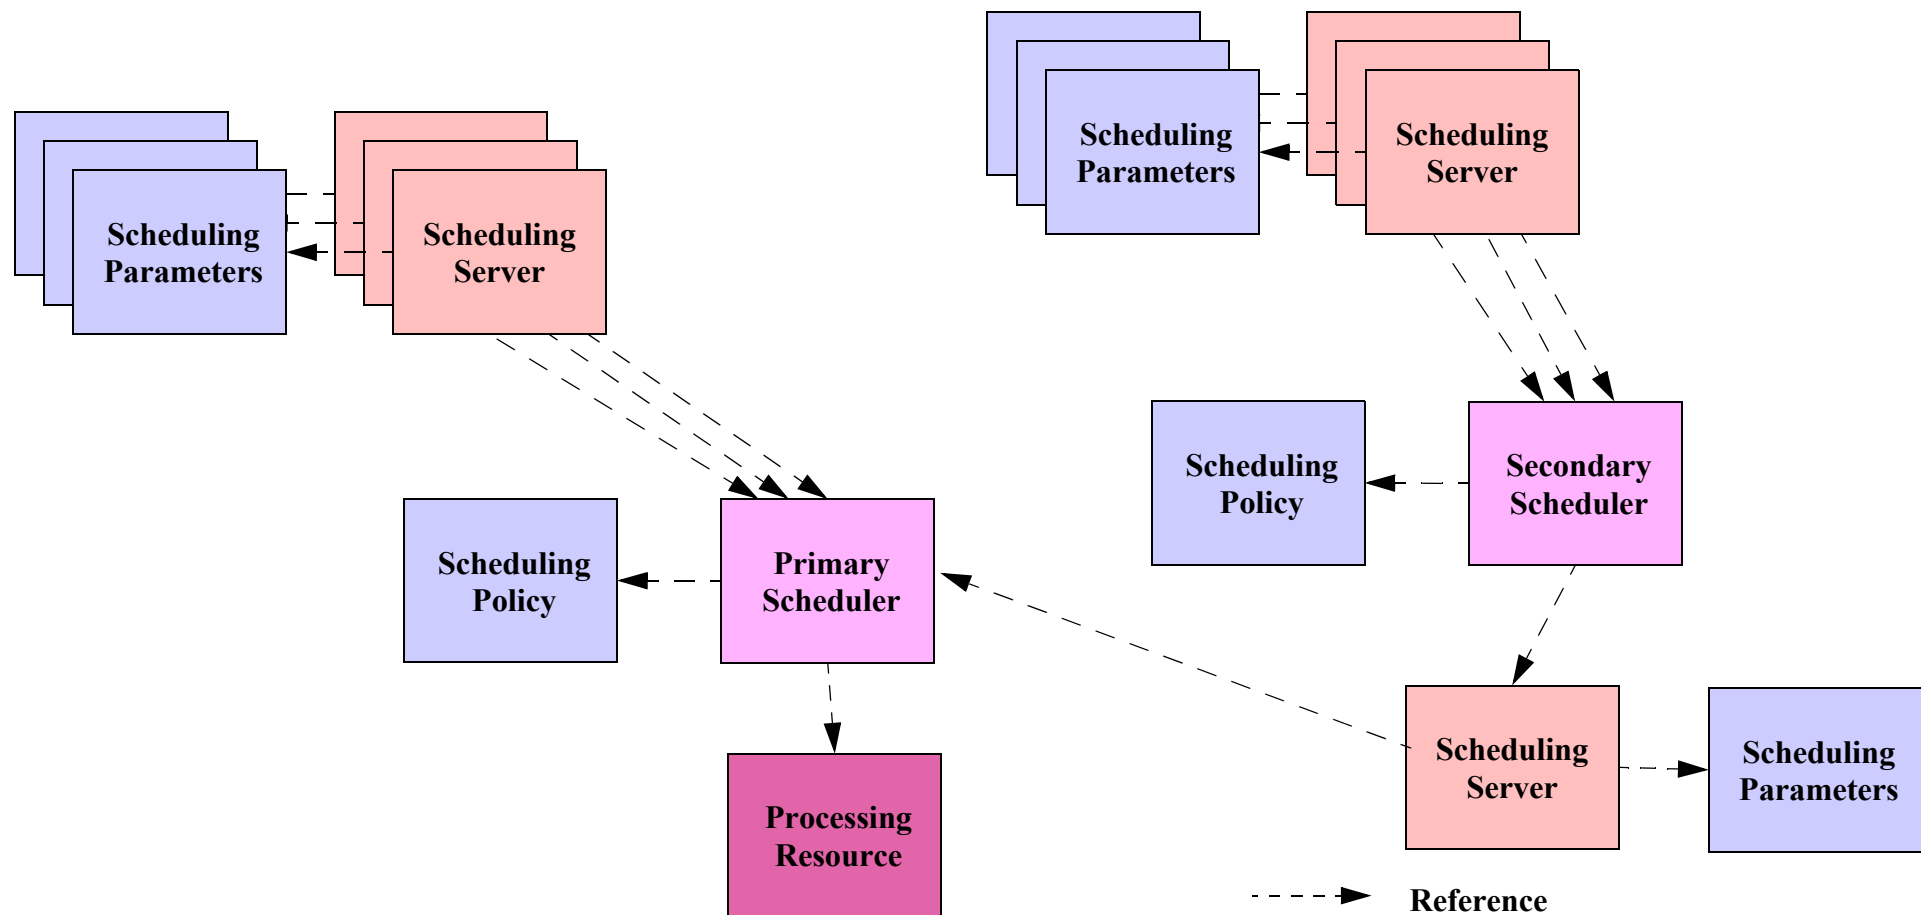 Scheduling
Parameters
Scheduling
Server
Scheduling
Parameters
Scheduling
Server
Scheduling
Policy
Secondary
Scheduler
Scheduling
Policy
Primary
Scheduler
Scheduling
Server
Scheduling
Parameters
Processing
Resource
Reference